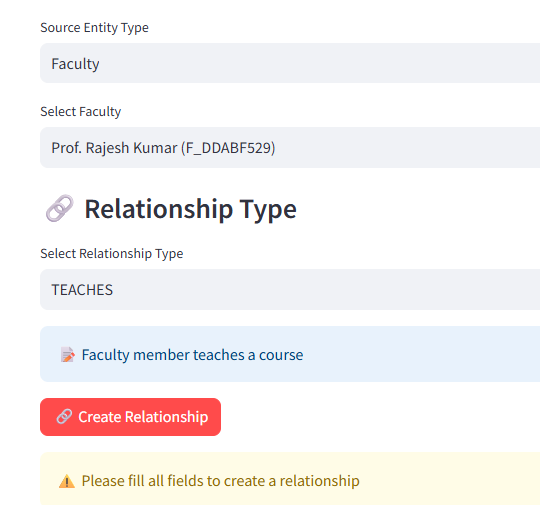 Source Entity Type
Faculty
Select Faculty
Prof. Rajesh Kumar (F_DDABF529)
Relationship Type
Select Relationship Type
TEACHES
Faculty member teaches a course
Create Relationship
Please fill all fields to create a relationship